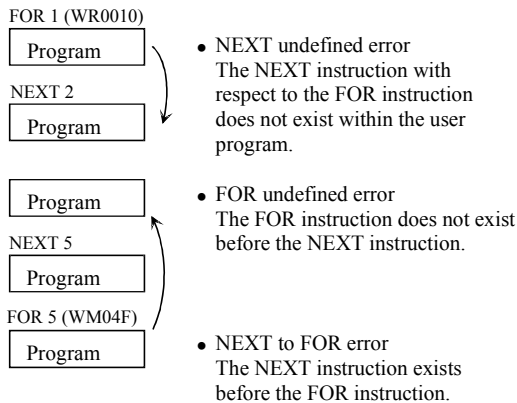 FOR 1 (WR0010)
Program
NEXT 2
Program
• NEXT undefined error
The NEXT instruction with
respect to the FOR instruction
does not exist within the user
program.
Program
NEXT 5
Program
FOR 5 (WM04F)
Program
• FOR undefined error
The FOR instruction does not exist
before the NEXT instruction.
• NEXT to FOR error
The NEXT instruction exists
before the FOR instruction.